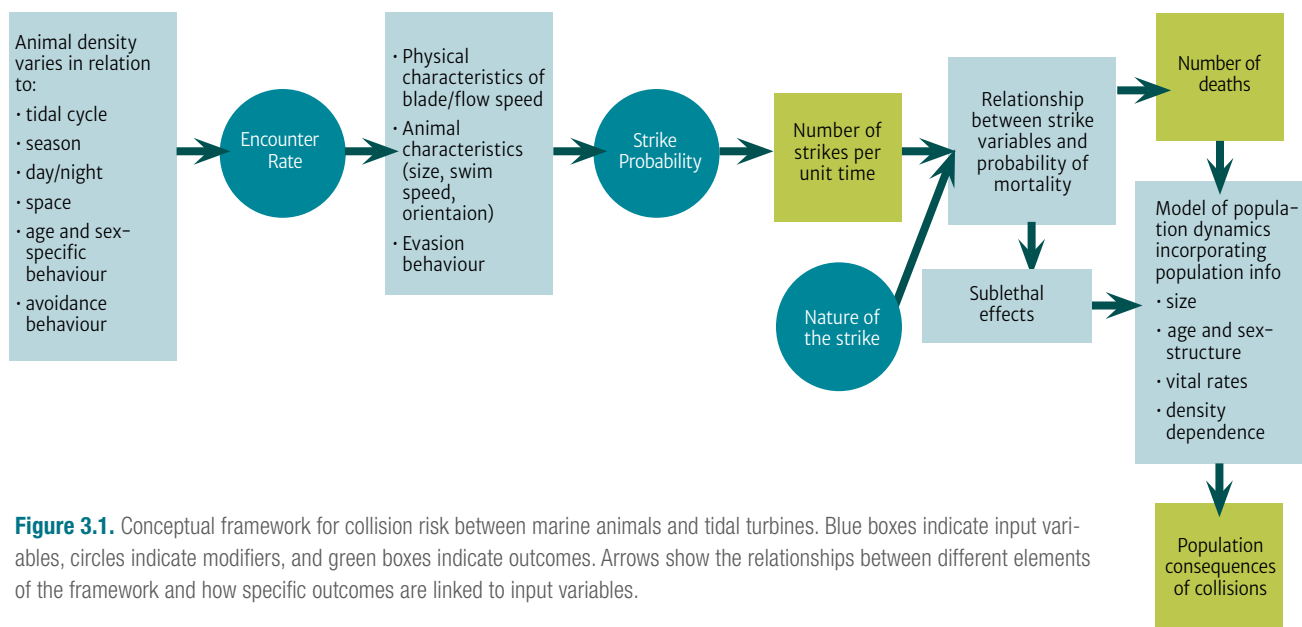 Animal density
varies in relation
to:
· tidal cycle
· season
· day/night
· space
· age and sex-
specific
behaviour
· avoidance
behaviour
Encounter
Rate
· Physical
characteristics of
blade/flow speed
· Animal
characteristics
(size, swim
speed,
orientaion)
· Evasion
behaviour
Strike
Probability
Number of
strikes per
unit time
Nature of
the strike
Relationship
between strike
variables and
probability of
mortality
Sublethal
effects
Number of
deaths
Model of popula-
tion dynamics
incorporating
population info
· size
· age and sex-
structure
· vital rates
· density
dependence
Population
consequences
of collisions
Figure 3.1. Conceptual framework for collision risk between marine animals and tidal turbines. Blue boxes indicate input vari-
ables, circles indicate modifiers, and green boxes indicate outcomes. Arrows show the relationships between different elements
of the framework and how specific outcomes are linked to input variables.